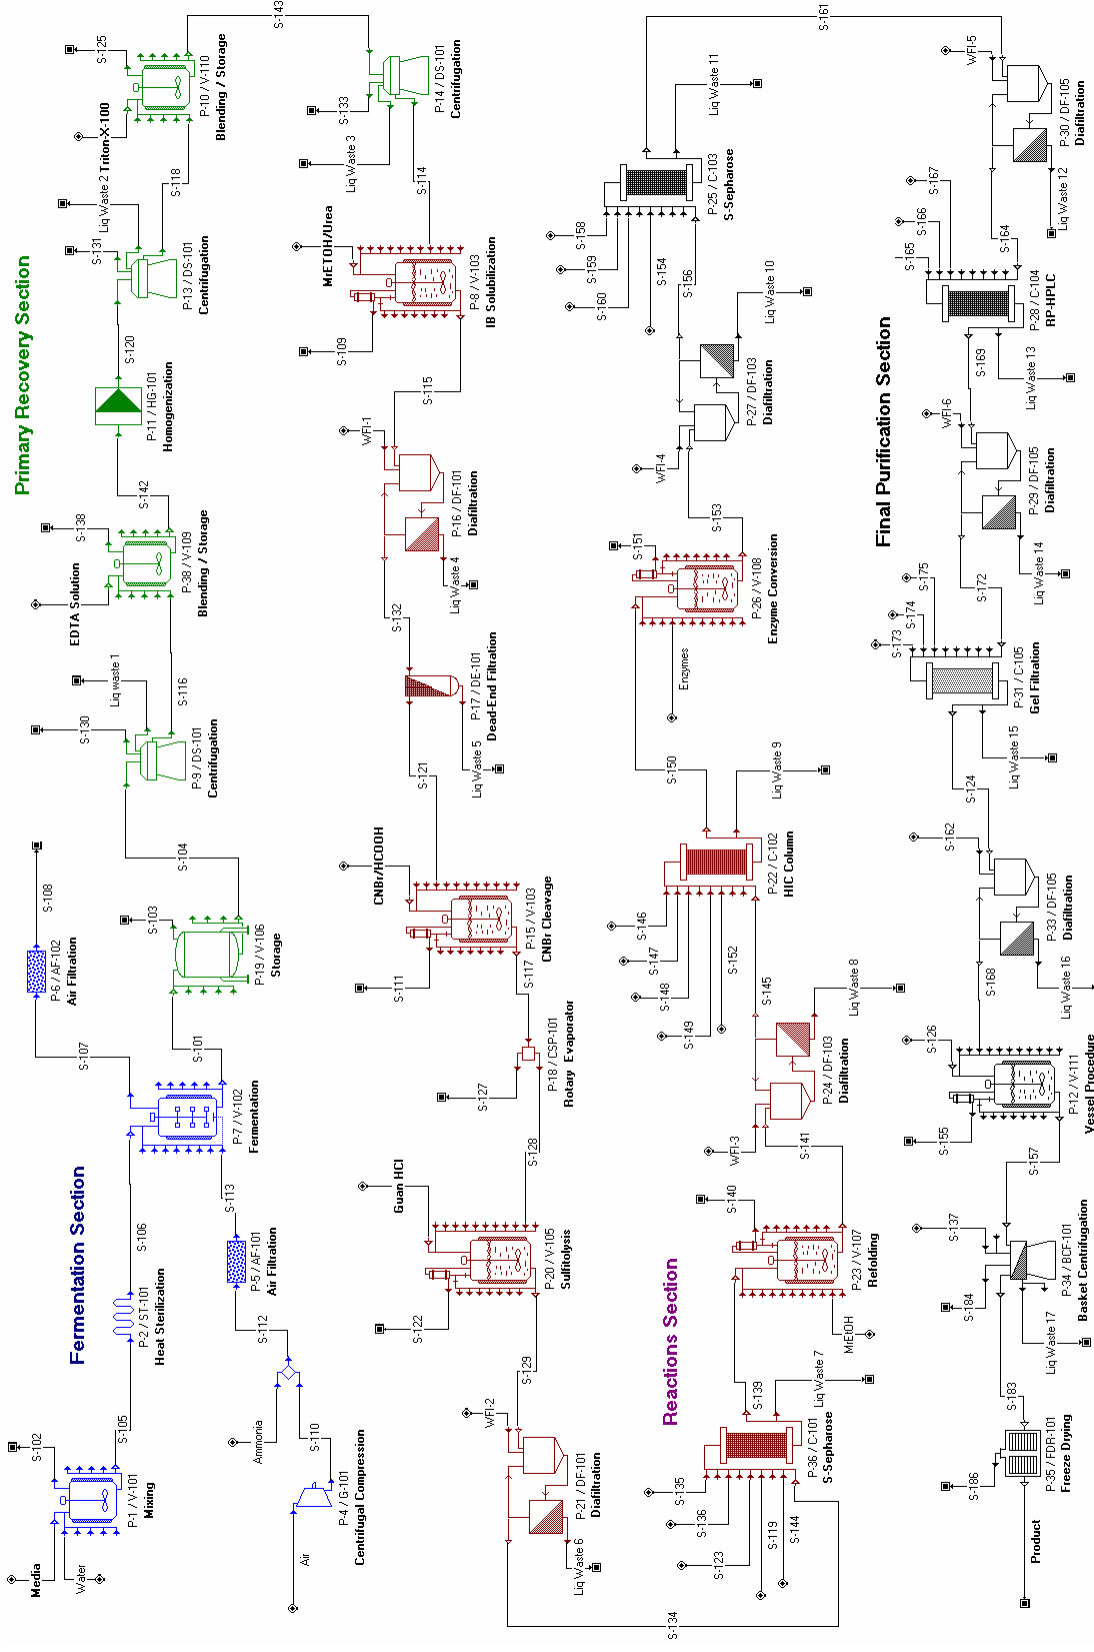 Fermentation Section
Media
Water
S-102
P-1 / V-101
Mixing
S-105
P-2 / ST-101
Heat Sterilization
S-106
Air
P-4 / G-101
Centrifugal Compression
S-110
Ammonia
S-112
P-5 / AF-101
Air Filtration
S-113
P-7 / V-102
Fermentation
S-107
P-6 / AF-102
Air Filtration
S-108
S-101
Primary Recovery Section
S-103
P-19 / V-106
Storage
S-104
S-130
Liq waste 1
P-9 / DS-101
Centrifugation
S-116
EDTA Solution
S-138
P-38 / V-109
Blending / Storage
S-142
P-11 / HG-101
Homogenization
S-120
S-131
Liq Waste 2
P-13 / DS-101
Centrifugation
S-118
Triton-X-100
S-125
P-10 / V-110
Blending / Storage
S-143
S-133
Liq Waste 3
P-14 / DS-101
Centrifugation
S-114
MrETOH/Urea
S-109
P-8 / V-103
IB Solubilization
S-115
WFI-1
P-16 / DF-101
Diafiltration
Liq Waste 4
S-132
P-17 / DE-101
Dead-End Filtration
Liq Waste 5
S-121
CNBr/HCOOH
S-111
P-15 / V-103
CNBr Cleavage
S-117
P-18 / CSP-101
Rotary Evaporator
S-127
S-128
Guan HCl
S-122
P-20 / V-105
Sulfitolysis
S-129
WFI-2
P-21 / DF-101
Diafiltration
Liq Waste 6
S-134
Reactions Section
S-135
S-136
S-123
S-119
S-144
P-36 / C-101
S-Sepharose
Liq Waste 7
S-139
S-140
MrEtOH
P-23 / V-107
Refolding
S-141
WFI-3
P-24 / DF-103
Diafiltration
Liq Waste 8
S-145
S-146
S-147
S-148
S-149
S-152
P-22 / C-102
HIC Column
Liq Waste 9
S-150
Enzymes
S-151
P-26 / V-108
Enzyme Conversion
S-153
WFI-4
P-27 / DF-103
Diafiltration
Liq Waste 10
S-156
S-158
S-159
S-160
S-154
P-25 / C-103
S-Sepharose
Liq Waste 11
S-161
Final Purification Section
WFI-5
P-30 / DF-105
Diafiltration
Liq Waste 12
S-164
S-165
S-166
S-167
P-28 / C-104
RP-HPLC
Liq Waste 13
S-169
WFI-6
P-29 / DF-105
Diafiltration
Liq Waste 14
S-172
S-173
S-174
S-175
P-31 / C-105
Gel Filtration
Liq Waste 15
S-124
S-162
P-33 / DF-105
Diafiltration
Liq Waste 16
S-168
S-126
S-155
P-12 / V-111
Vessel Procedure
S-157
S-137
S-184
P-34 / BCF-101
Basket Centrifugation
Liq Waste 17
S-183
S-186
P-35 / FDR-101
Freeze Drying
Product